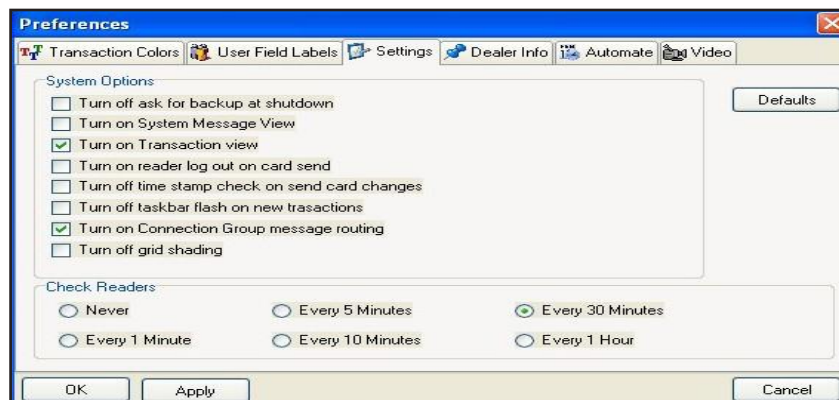 Preferences
Transaction Colors User Field Labels Settings Dealer Info Automate Video
System Options
Turn off ask for backup at shutdown
Defaults
Turn on System Message View
Turn on Transaction view
Turn on reader log out on card send
Turn off time stamp check on send card changes
Turn off taskbar flash on new trasactions
Turn on Connection Group message routing
Turn off grid shading
Check Readers
Never Every 5 Minutes Every 30 Minutes
Every 1 Minute Every 10 Minutes Every 1 Hour
OK Apply Cancel